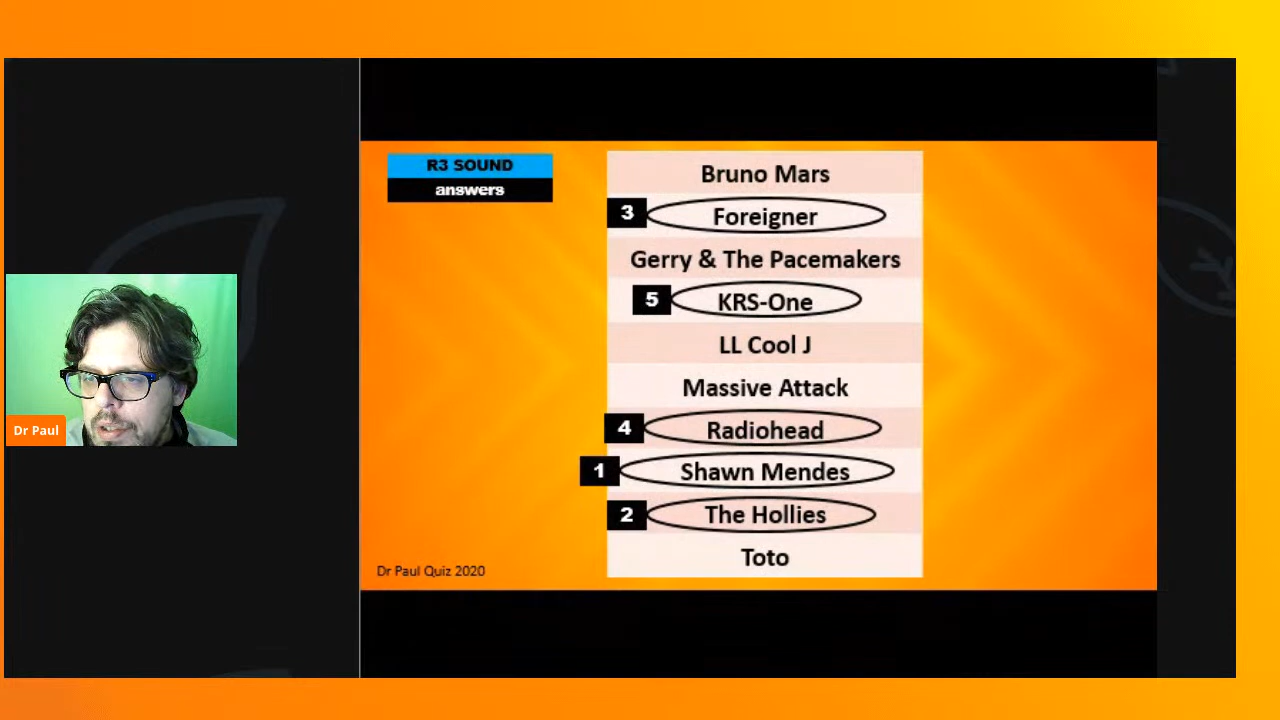 R3 SOUND
answers
Bruno Mars
3 Foreigner
Gerry & The Pacemakers
5 KRS-One
LL Cool J
Massive Attack
4 Radiohead
1 Shawn Mendes
2 The Hollies
Toto
Dr Paul
Dr Paul Quiz 2020